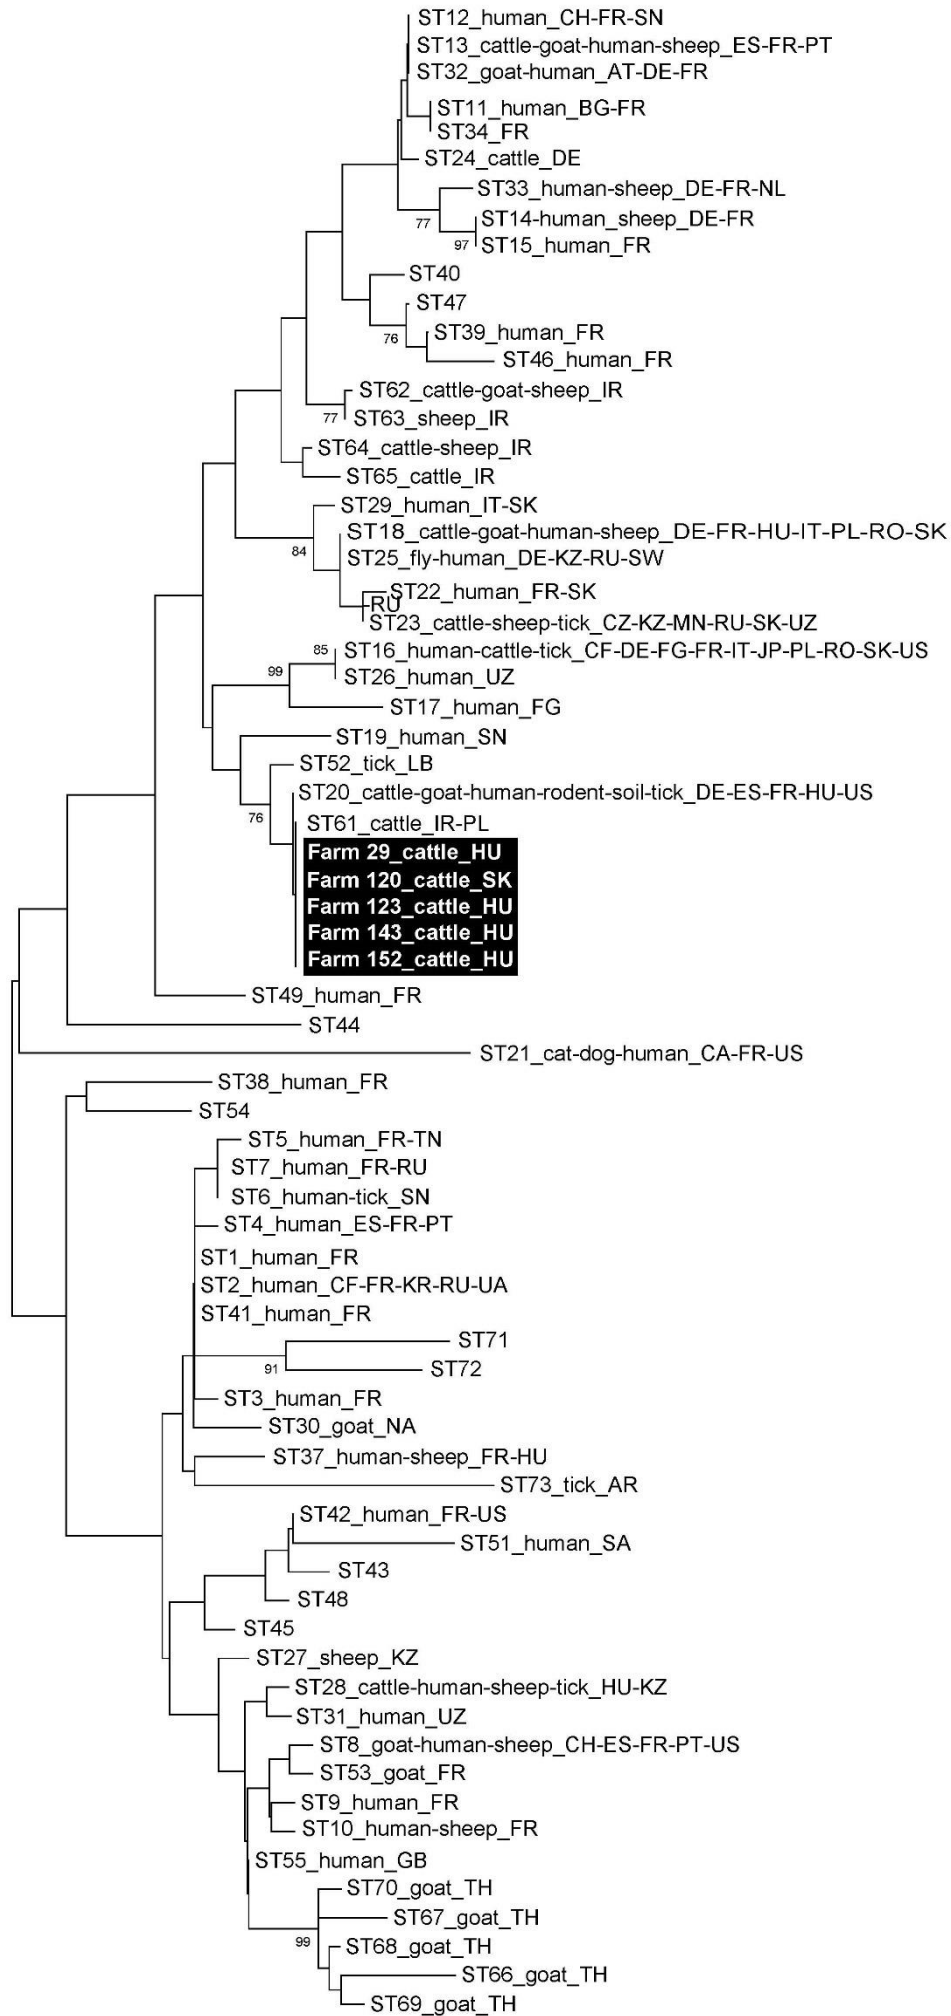 ST12_human_CH-FR-SN
ST13_cattle-goat-human-sheep_ES-FR-PT
ST32_goat-human_AT-DE-FR
ST11_human_BG-FR
ST34_FR
ST24_cattle_DE
ST33_human-sheep_DE-FR-NL
77
ST14-human_sheep_DE-FR
97
ST15_human_FR
ST40
ST47
76
ST39_human_FR
ST46_human_FR
ST62_cattle-goat-sheep_IR
77
ST63_sheep_IR
ST64_cattle-sheep_IR
ST65_cattle_IR
ST29_human_IT-SK
84
ST18_cattle-goat-human-sheep_DE-FR-HU-IT-PL-RO-SK
ST25_fly-human_DE-KZ-RU-SW
ST22_human_FR-SK
RU
ST23_cattle-sheep-tick_CZ-KZ-MN-RU-SK-UZ
85
ST16_human-cattle-tick_CF-DE-FG-FR-IT-JP-PL-RO-SK-US
99
ST26_human_UZ
ST17_human_FG
ST19_human_SN
ST52_tick_LB
76
ST20_cattle-goat-human-rodent-soil-tick_DE-ES-FR-HU-US
ST61_cattle_IR-PL
Farm 29_cattle_HU
Farm 120_cattle_SK
Farm 123_cattle_HU
Farm 143_cattle_HU
Farm 152_cattle_HU
ST49_human_FR
ST44
ST21_cat-dog-human_CA-FR-US
ST38_human_FR
ST54
ST5_human_FR-TN
ST7_human_FR-RU
ST6_human-tick_SN
ST4_human_ES-FR-PT
ST1_human_FR
ST2_human_CF-FR-KR-RU-UA
ST41_human_FR
ST71
91
ST72
ST3_human_FR
ST30_goat_NA
ST37_human-sheep_FR-HU
ST73_tick_AR
ST42_human_FR-US
ST51_human_SA
ST43
ST48
ST45
ST27_sheep_KZ
ST28_cattle-human-sheep-tick_HU-KZ
ST31_human_UZ
ST8_goat-human-sheep_CH-ES-FR-PT-US
ST53_goat_FR
ST9_human_FR
ST10_human-sheep_FR
ST55_human_GB
ST70_goat_TH
ST67_goat_TH
99
ST68_goat_TH
ST66_goat_TH
ST69_goat_TH